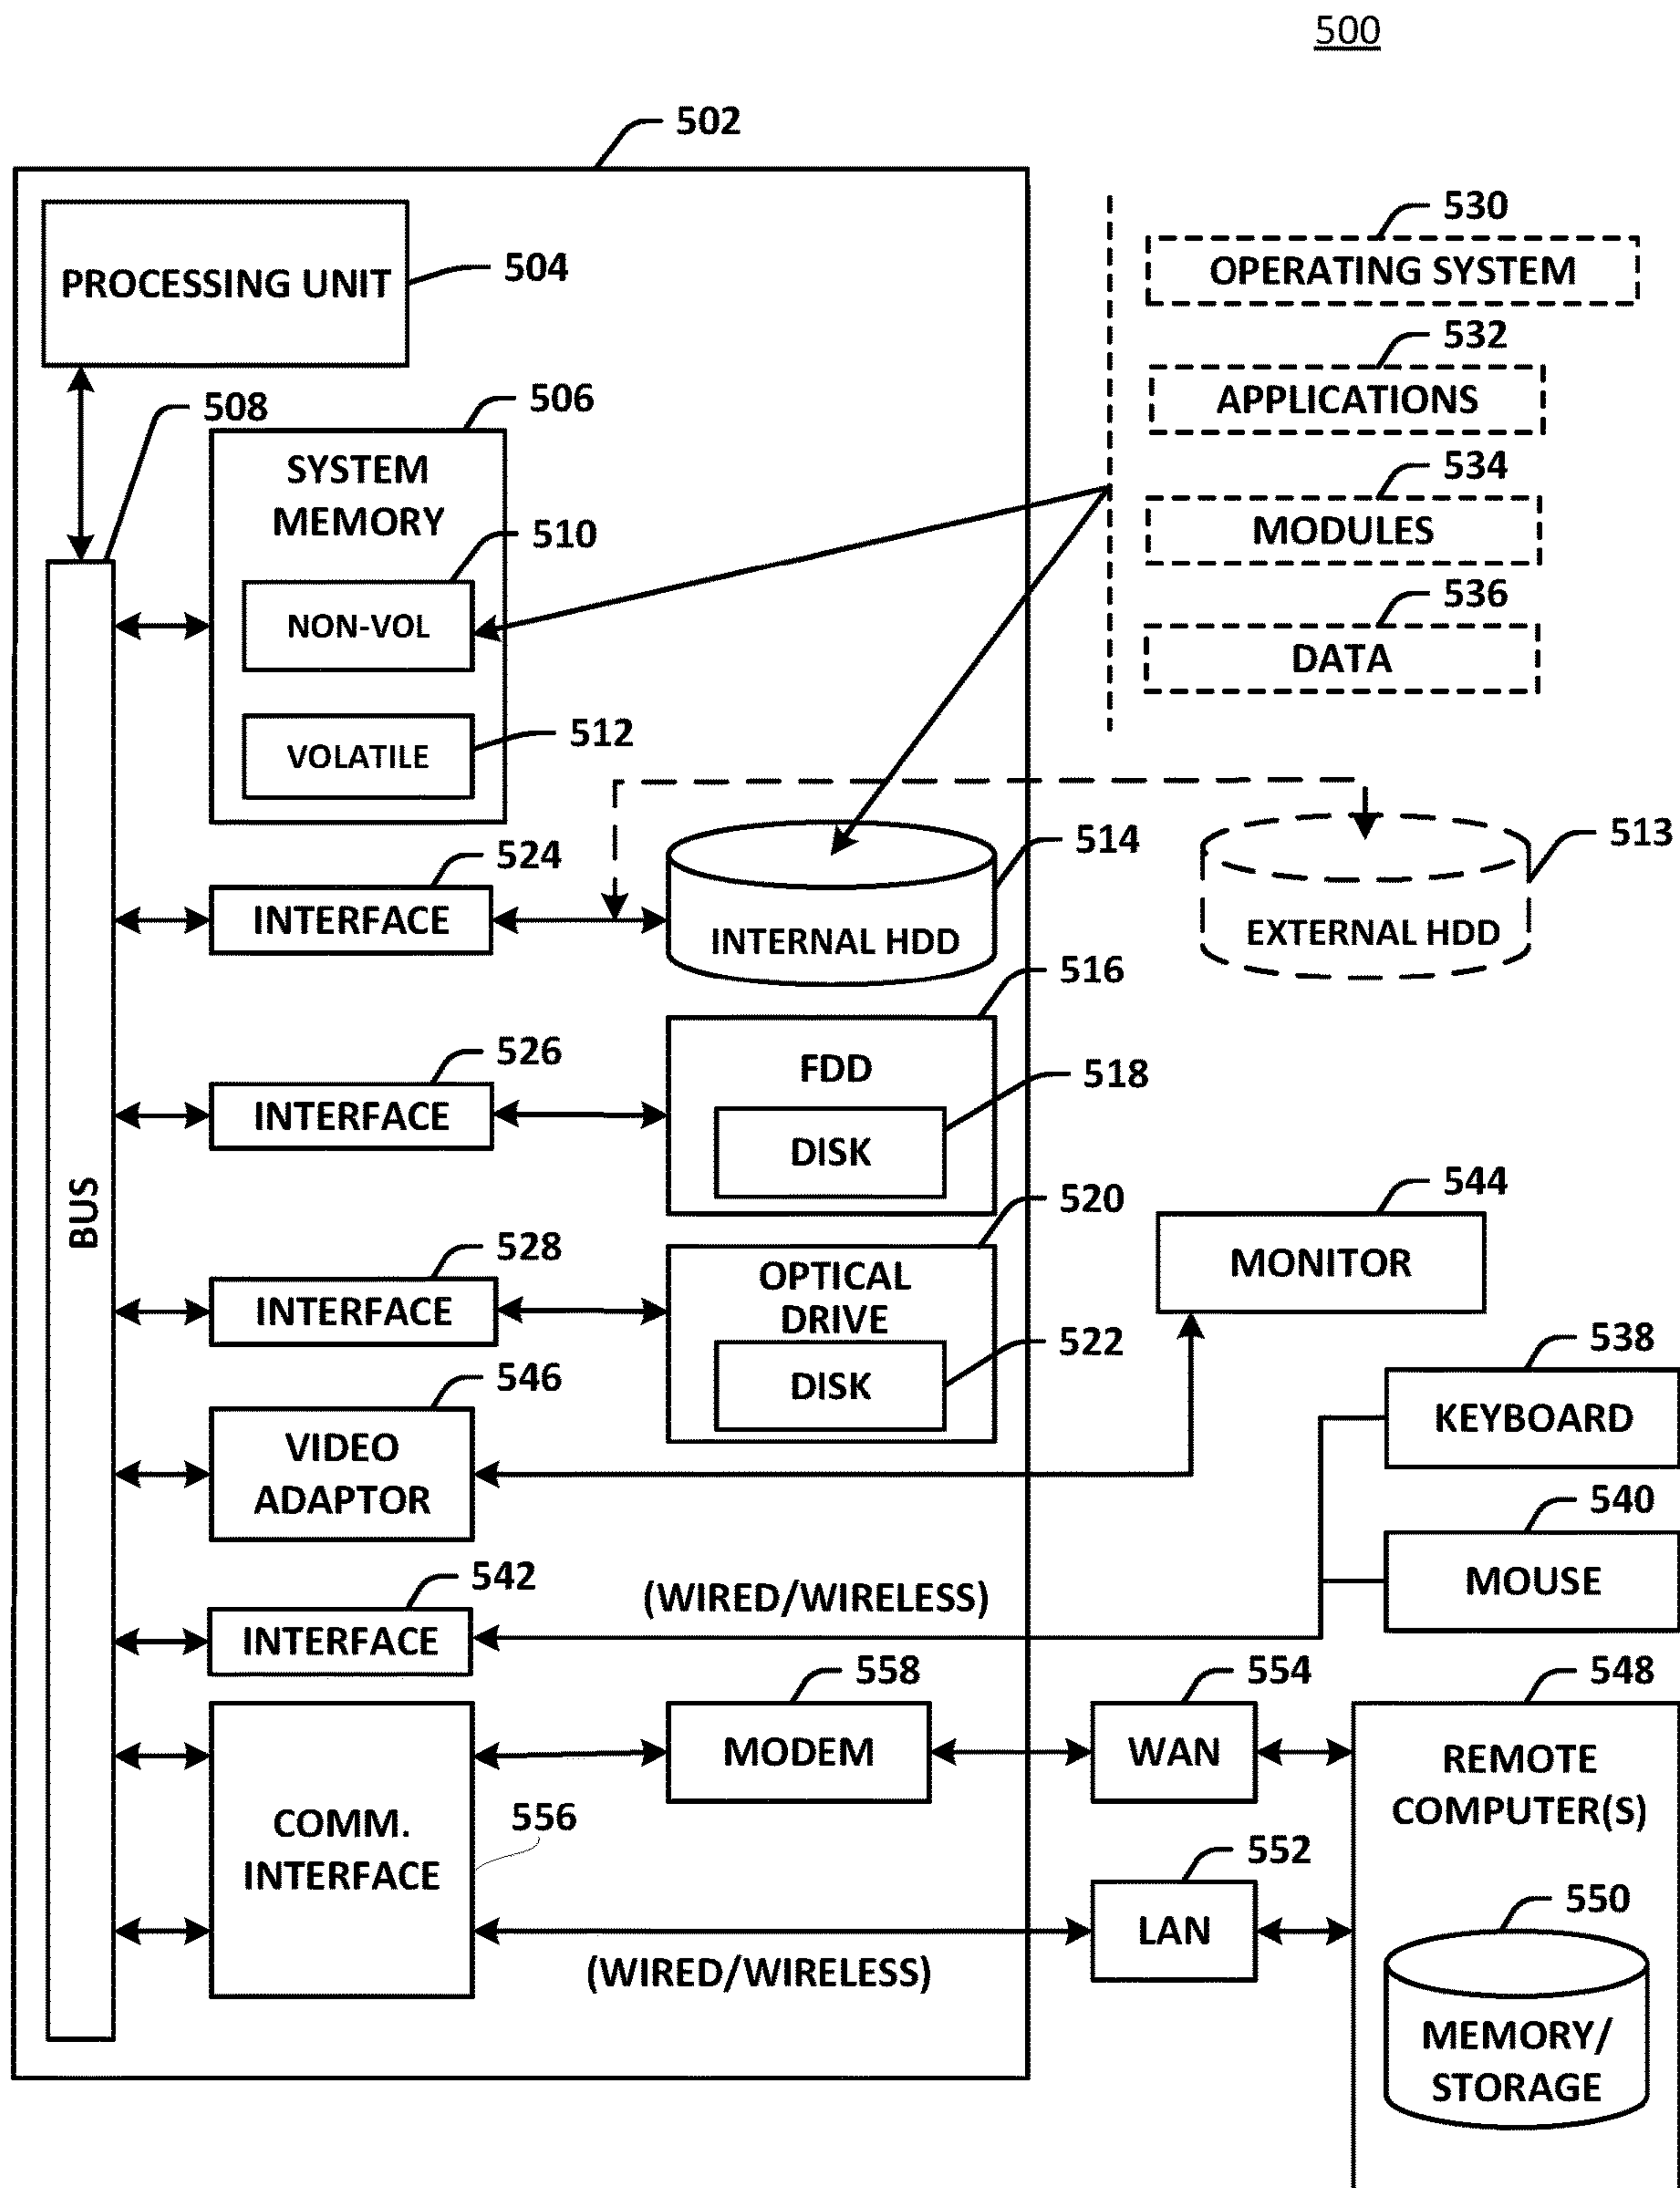 500
502
PROCESSING UNIT
504
530
OPERATING SYSTEM
532
APPLICATIONS
534
MODULES
536
DATA
508
506
SYSTEM
MEMORY
510
NON-VOL
512
VOLATILE
524
INTERFACE
514
INTERNAL HDD
513
EXTERNAL HDD
516
FDD
518
DISK
526
INTERFACE
BUS
520
OPTICAL
DRIVE
522
DISK
528
INTERFACE
544
MONITOR
546
VIDEO
ADAPTOR
538
KEYBOARD
540
MOUSE
542
INTERFACE
(WIRED/WIRELESS)
558
MODEM
554
WAN
548
REMOTE
COMPUTER(S)
COMM.
INTERFACE
556
552
LAN
(WIRED/WIRELESS)
550
MEMORY/
STORAGE